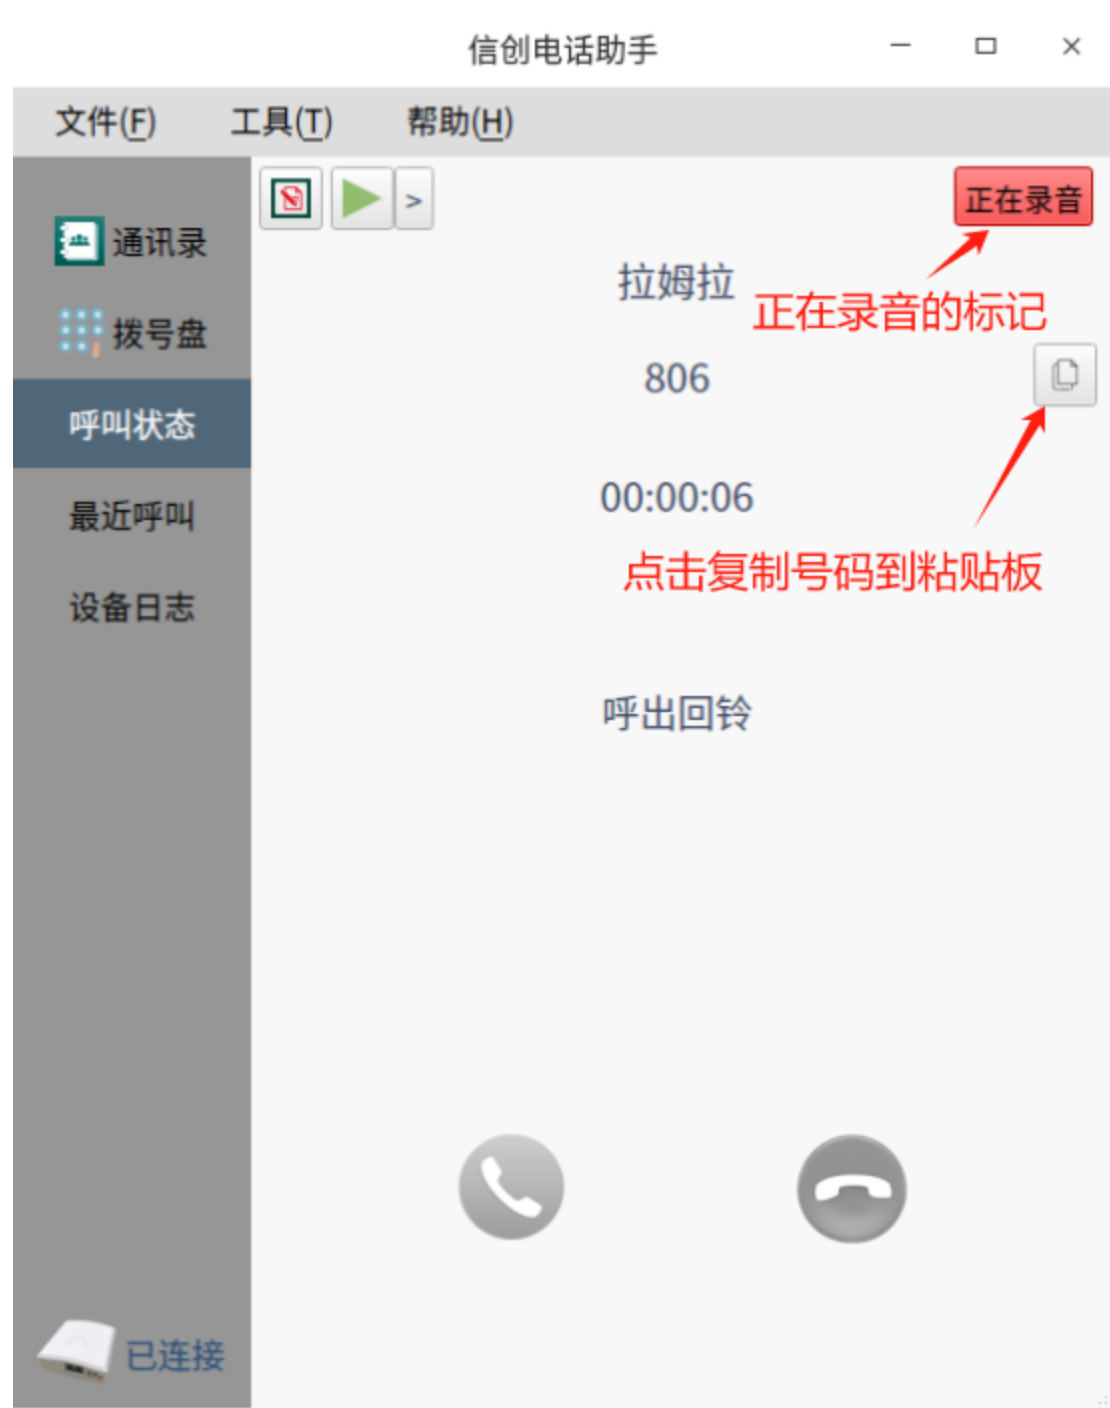 信创电话助手
文件(F) 工具(T) 帮助(H)
通讯录
拨号盘
呼叫状态
最近呼叫
设备日志
已连接
>
正在录音
拉姆拉
正在录音的标记
806
00:00:06
点击复制号码到粘贴板
呼出回铃